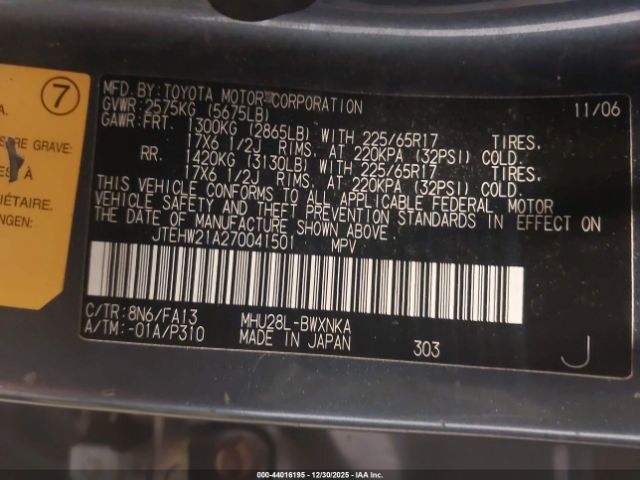 7
A.
SSURE GRAVE:
ES À
RIÉTAIRE.
UNGEN:
MFD. BY: TOYOTA MOTOR CORPORATION 11/06
GVWR: 2575KG (5675LB)
GAWR: FRT. 1300KG (2865LB) WITH 225/65R17 TIRES,
17X6 1/2J RIMS, AT 220KPA (32PSI) COLD.
RR. 1420KG (3130LB) WITH 225/65R17 TIRES,
17X6 1/2J RIMS, AT 220KPA (32PSI) COLD.
THIS VEHICLE CONFORMS TO ALL APPLICABLE FEDERAL MOTOR
VEHICLE SAFETY AND THEFT PREVENTION STANDARDS IN EFFECT ON
THE DATE OF MANUFACTURE SHOWN ABOVE.
JTEHW21A270041501 MPV
C/TR: 8N6/FA13 MHU28L-BWXNKA
A/TM: -01A/P310 MADE IN JAPAN 303 J
000-44016195 - 12/30/2025 - IAA Inc.